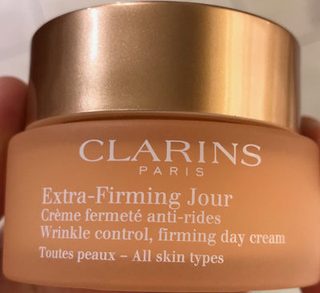 CLARINS
PARIS
Extra-Firming Jour
Crème fermeté anti-rides
Wrinkle control, firming day cream
Toutes peaux – All skin types